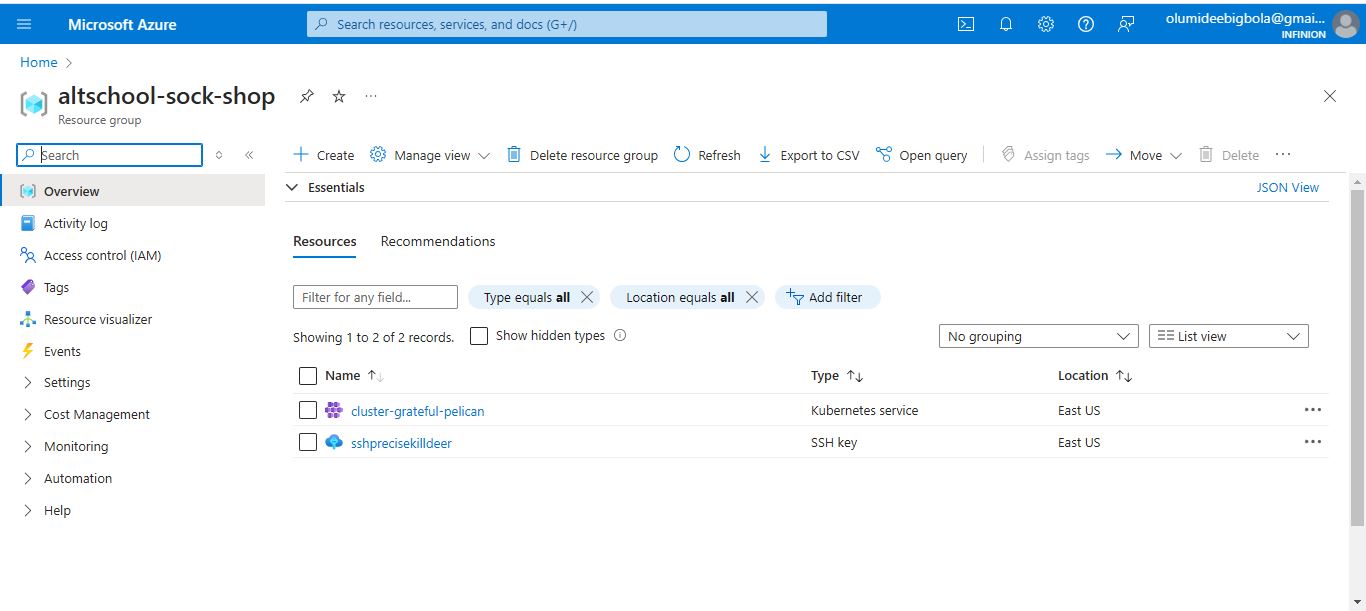 Microsoft Azure
Search resources, services, and docs (G+/)
olumideebigbola@gmai...
INFINION
Home
altschool-sock-shop
Resource group
Search
Create
Manage view
Delete resource group
Refresh
Export to CSV
Open query
Assign tags
Move
Delete
Overview
Activity log
Access control (IAM)
Tags
Resource visualizer
Events
Settings
Cost Management
Monitoring
Automation
Help
Essentials
JSON View
Resources Recommendations
Filter for any field...
Type equals all
Location equals all
Add filter
Showing 1 to 2 of 2 records.
Show hidden types
No grouping
List view
Name Type Location
cluster-grateful-pelican Kubernetes service East US
sshprecisekilldeer SSH key East US